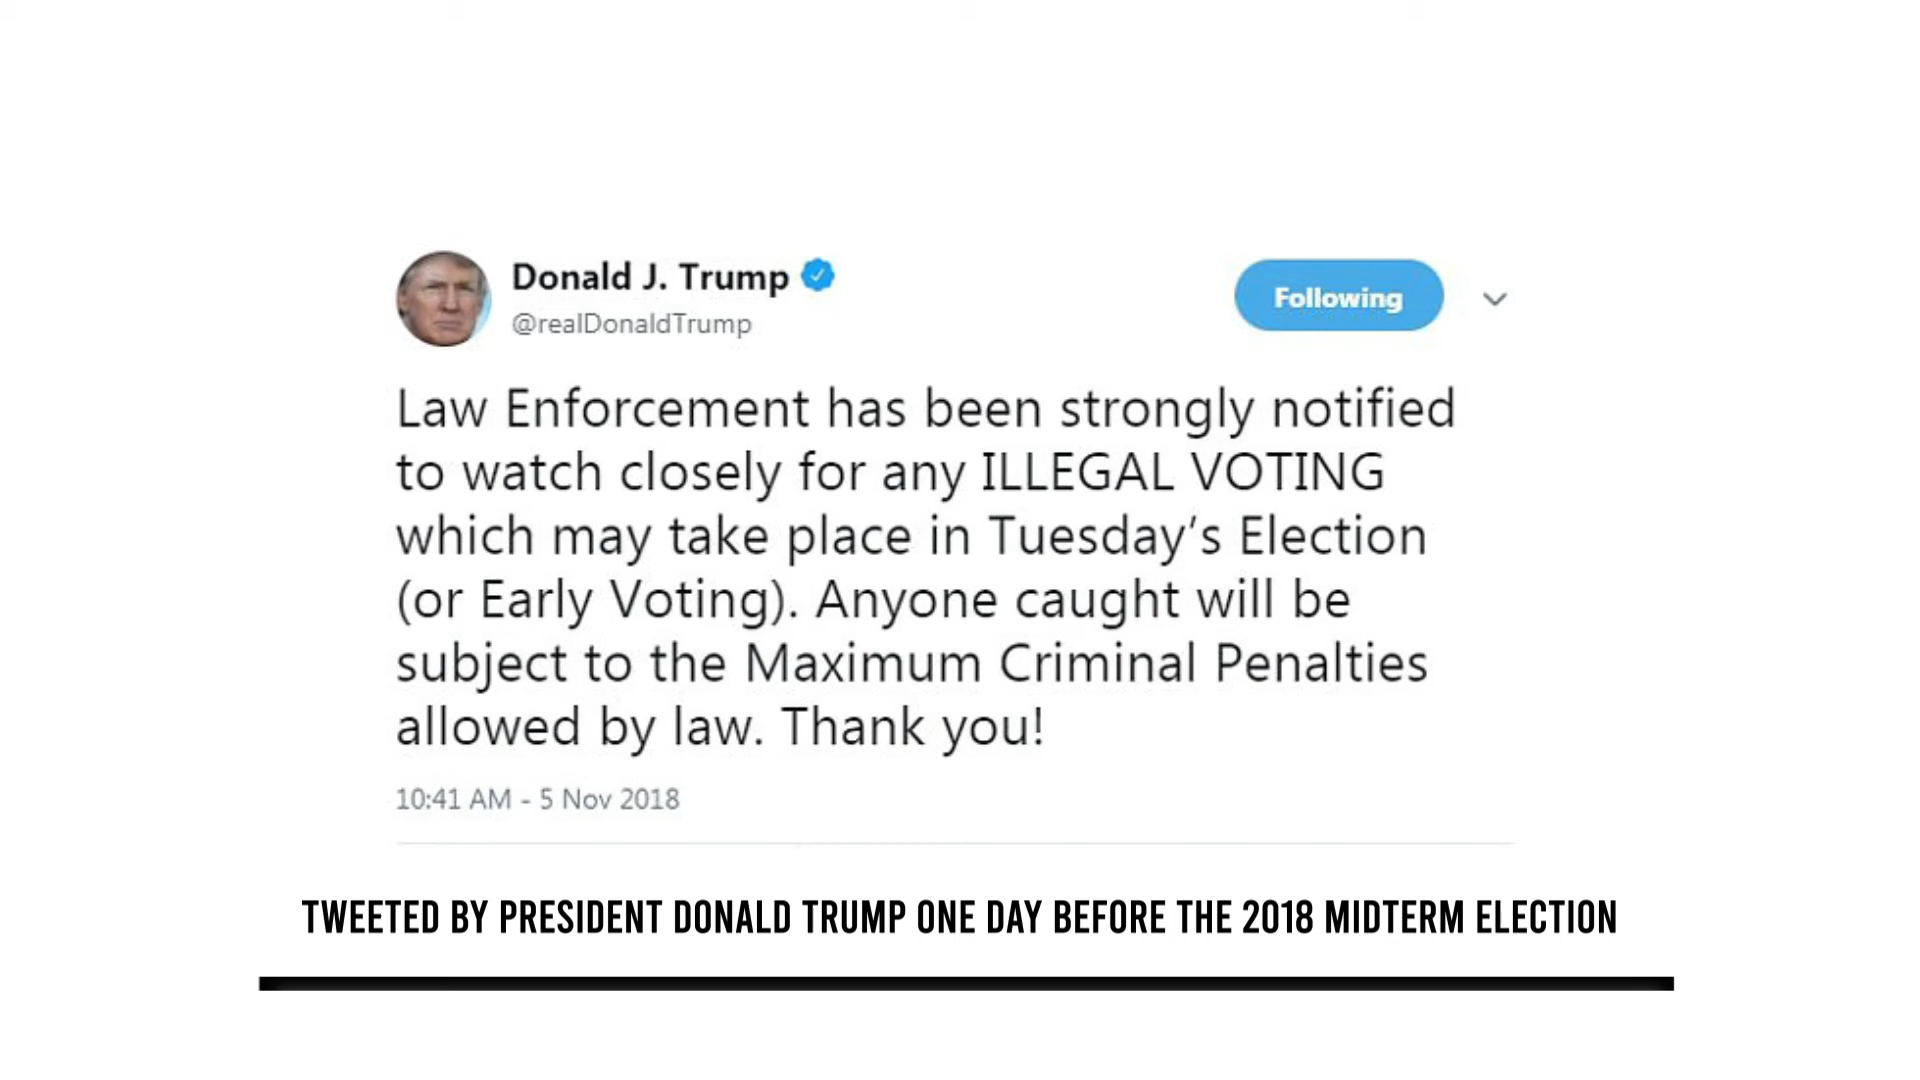 Donald J. Trump
@realDonaldTrump
Following
Law Enforcement has been strongly notified
to watch closely for any ILLEGAL VOTING
which may take place in Tuesday’s Election
(or Early Voting). Anyone caught will be
subject to the Maximum Criminal Penalties
allowed by law. Thank you!
10:41 AM - 5 Nov 2018
TWEETED BY PRESIDENT DONALD TRUMP ONE DAY BEFORE THE 2018 MIDTERM ELECTION